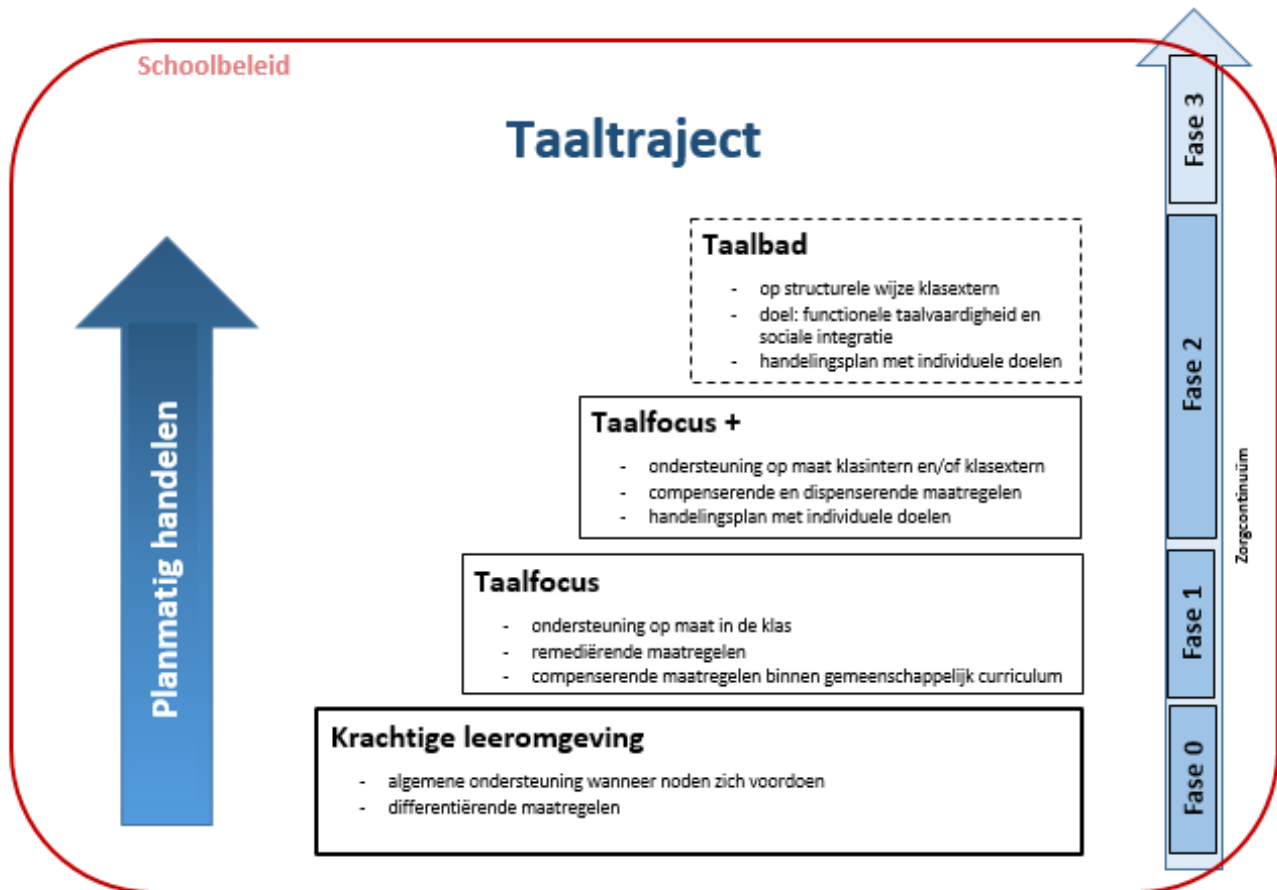 Schoolbeleid
Taaltraject
Planmatig handelen
Taalbad
- op structurele wijze klasextern
- doel: functionele taalvaardigheid en
sociale integratie
- handelingsplan met individuele doelen
Taalfocus +
- ondersteuning op maat klasintern en/of klasextern
- compenserende en dispenserende maatregelen
- handelingsplan met individuele doelen
Taalfocus
- ondersteuning op maat in de klas
- remediërende maatregelen
- compenserende maatregelen binnen gemeenschappelijk curriculum
Krachtige leeromgeving
- algemene ondersteuning wanneer noden zich voordoen
- differentiërende maatregelen
Fase 3
Fase 2
Fase 1
Fase 0
Zorgcontinuüm